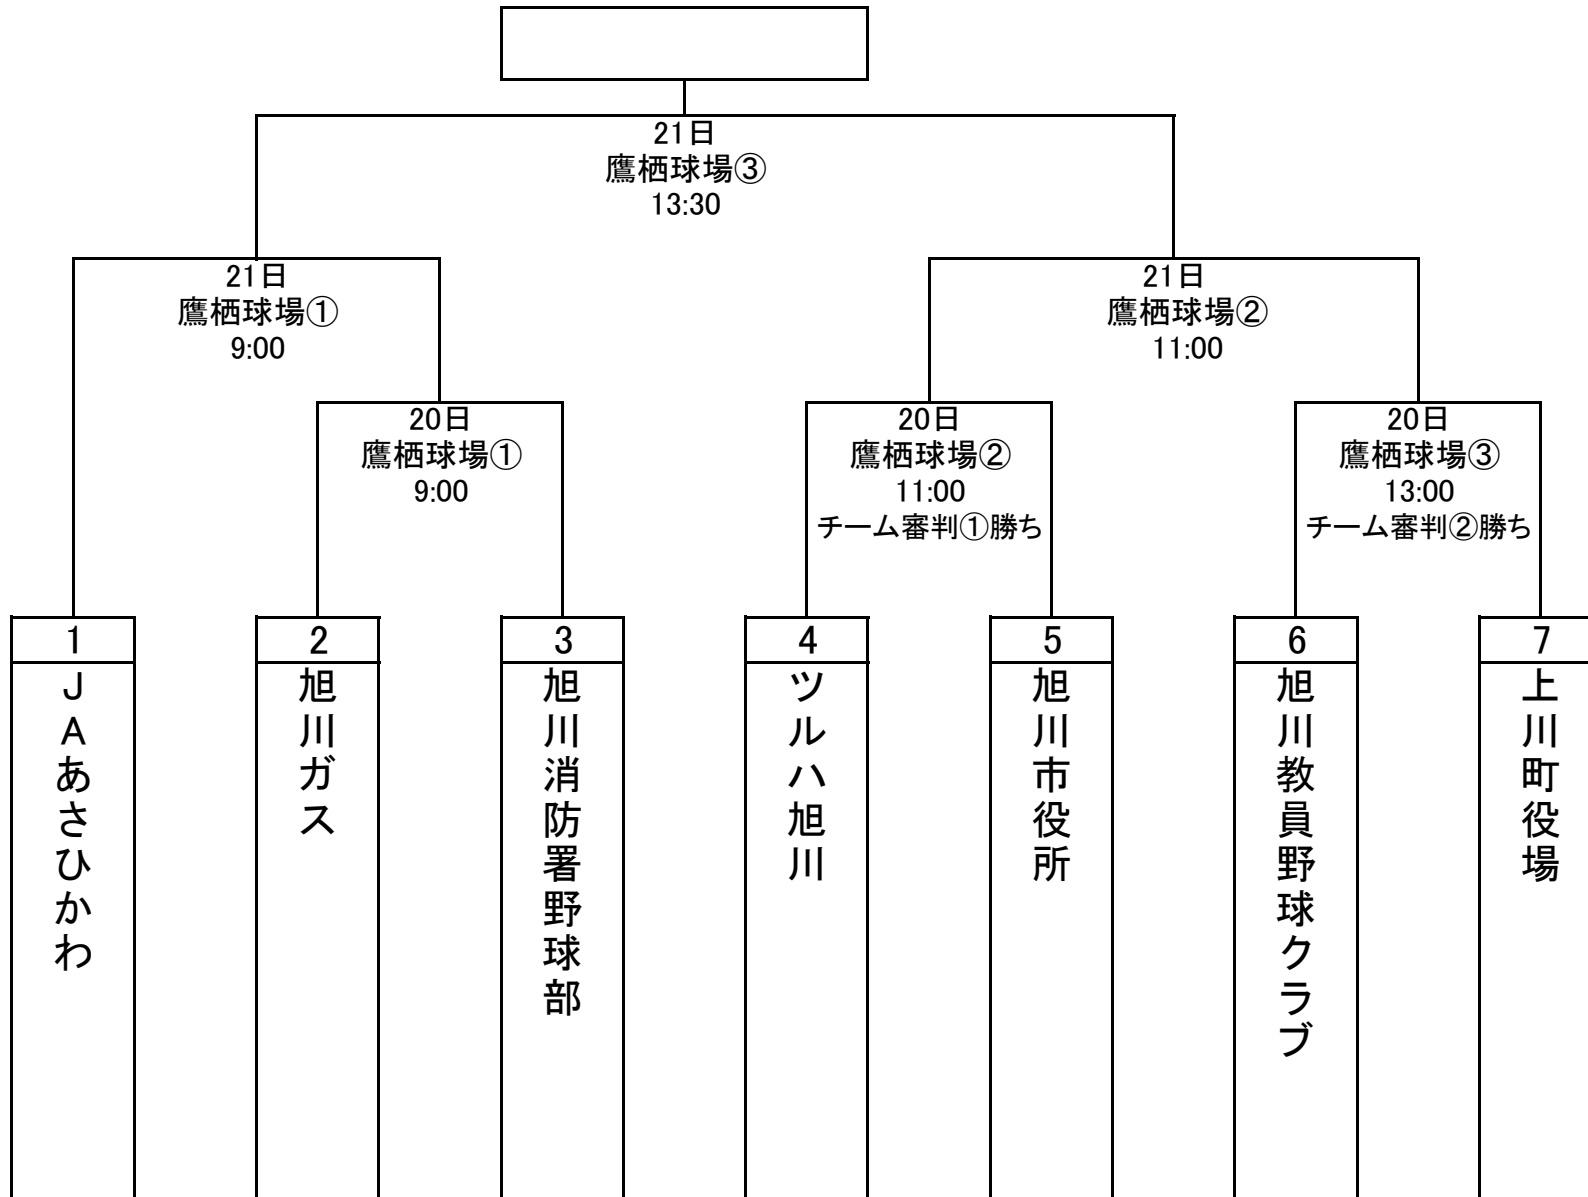 21日
鷹栖球場③
13:30
21日
鷹栖球場①
9:00
21日
鷹栖球場②
11:00
20日
鷹栖球場①
9:00
20日
鷹栖球場②
11:00
チーム審判①勝ち
20日
鷹栖球場③
13:00
チーム審判②勝ち
1
JAあさひかわ
2
旭川ガス
3
旭川消防署野球部
4
ツルハ旭川
5
旭川市役所
6
旭川教員野球クラブ
7
上川町役場